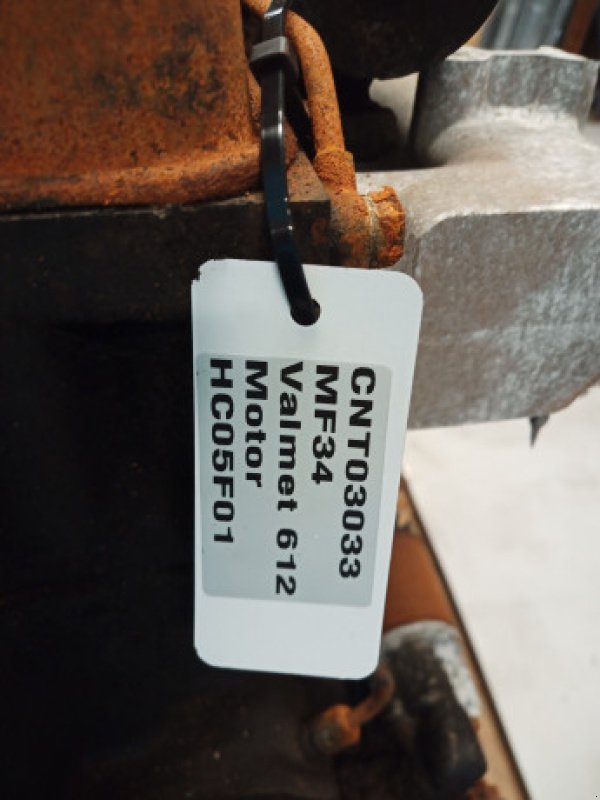 CNT03033
MF34
Valmet 612
Motor
HC05F01